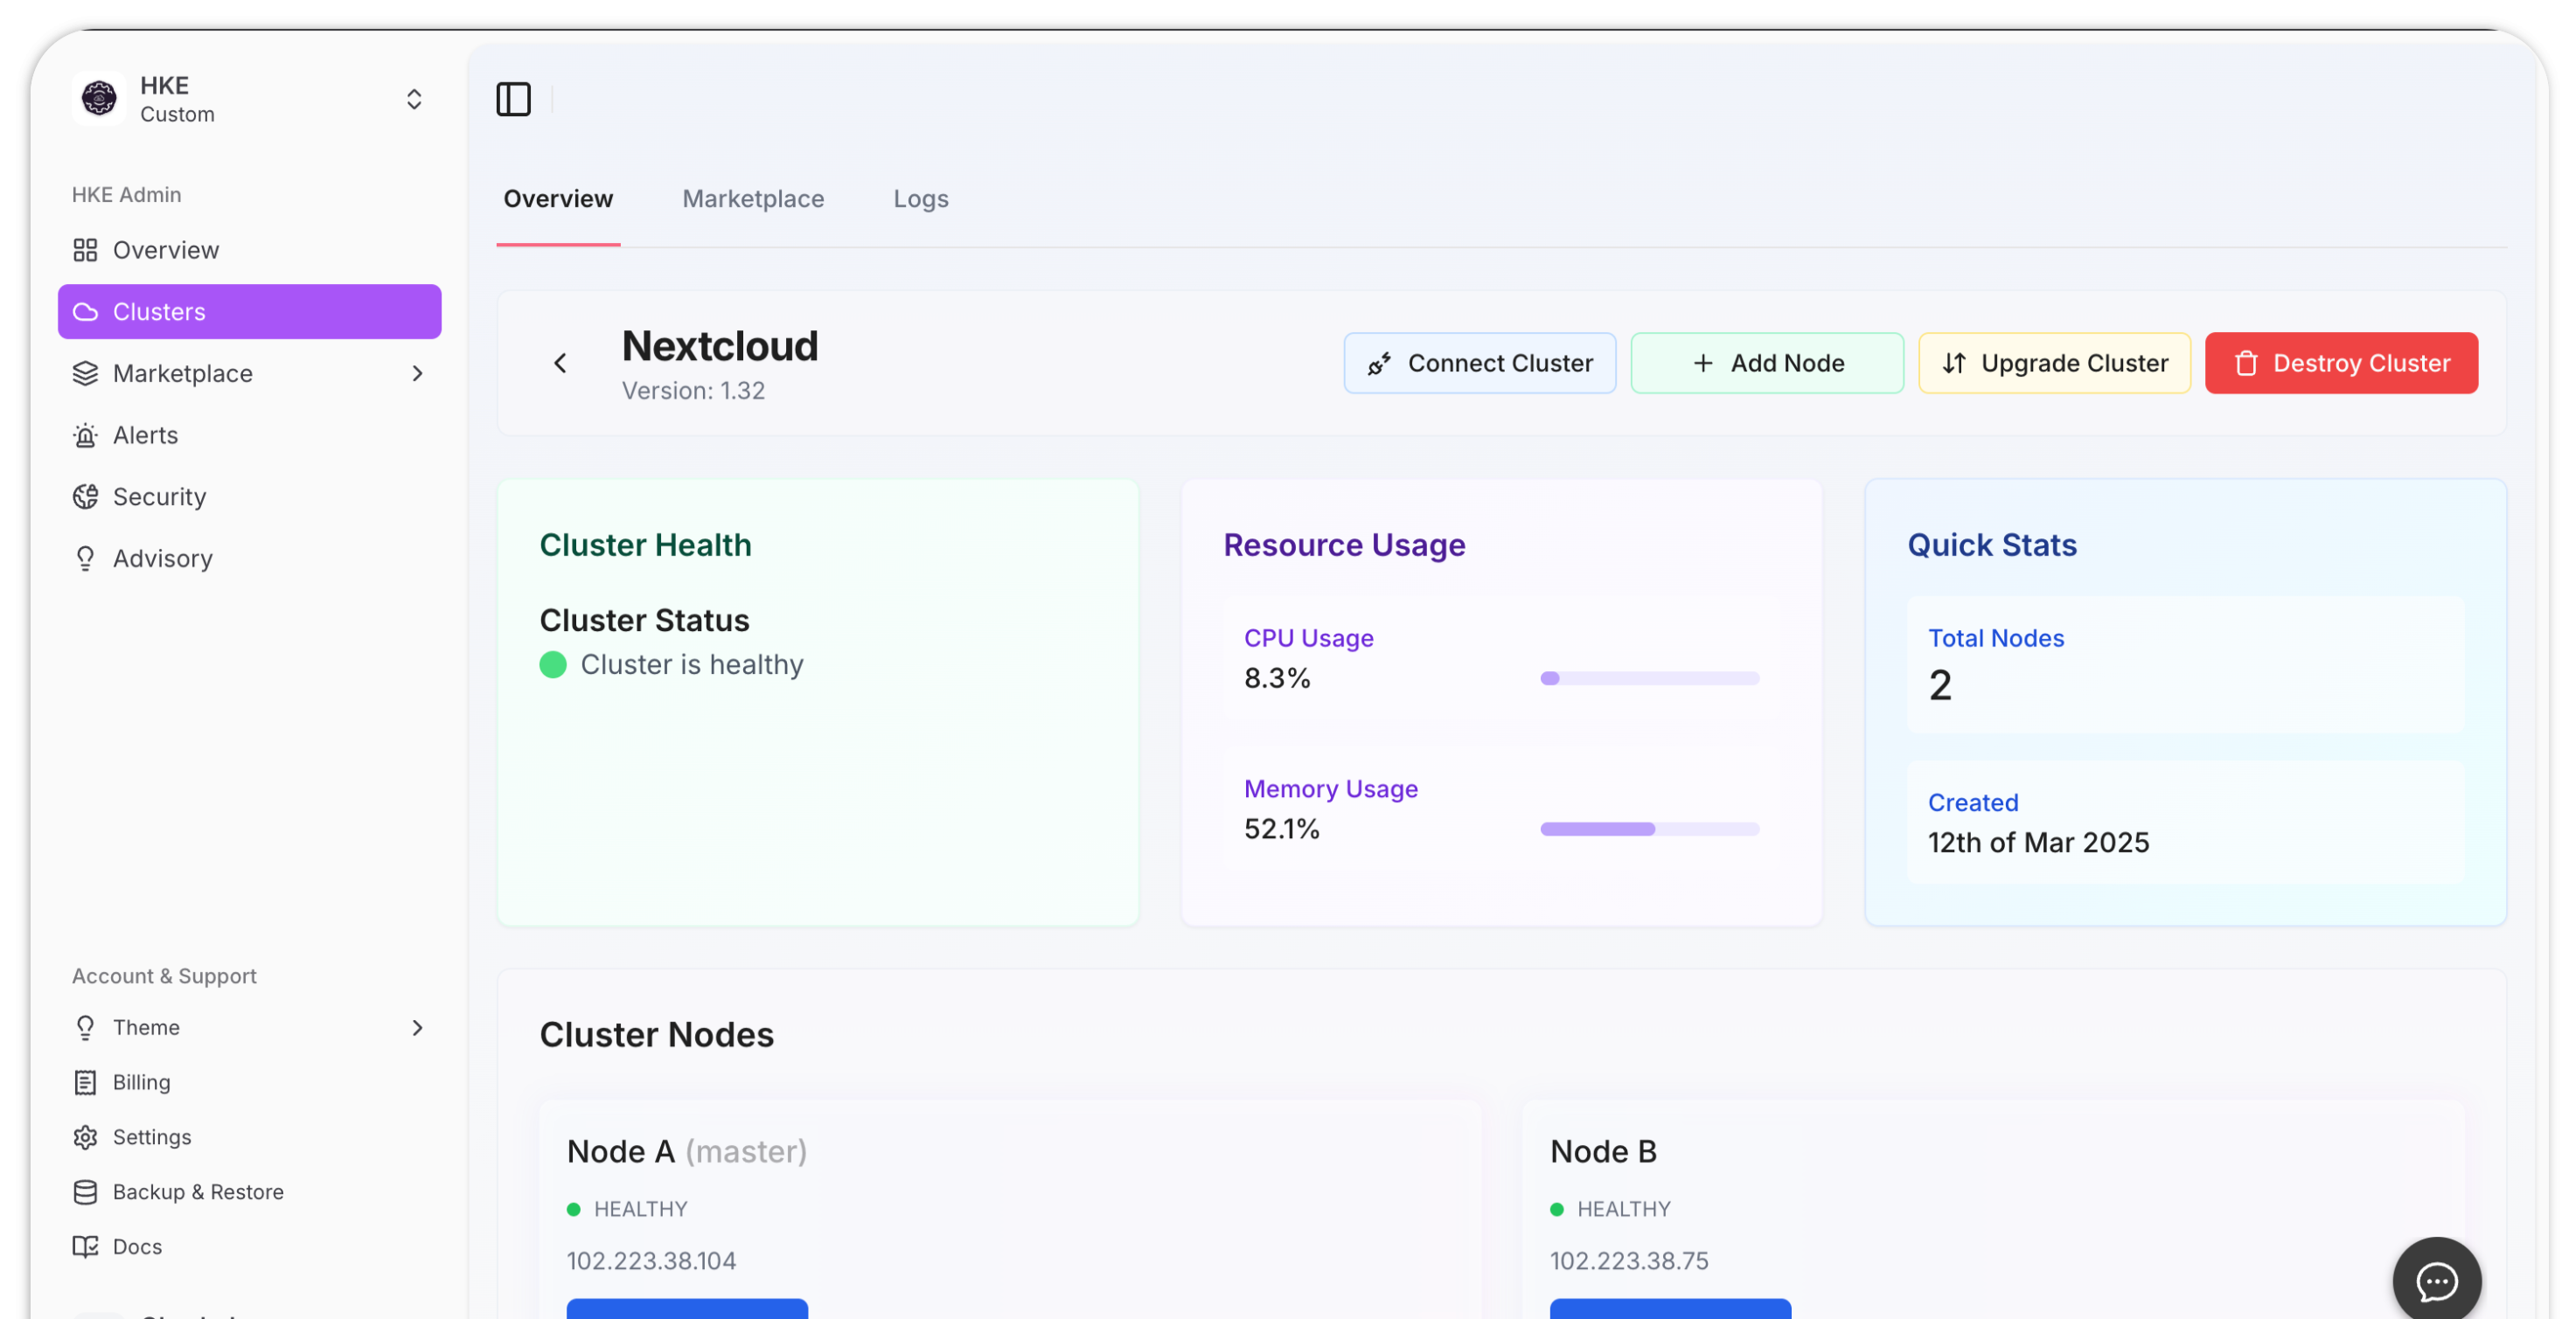 HKE
Custom
HKE Admin
Overview
Clusters
Marketplace
Alerts
Security
Advisory
Account & Support
Theme
Billing
Settings
Backup & Restore
Docs
Overview Marketplace Logs
Nextcloud
Version: 1.32
Connect Cluster
Add Node
Upgrade Cluster
Destroy Cluster
Cluster Health
Cluster Status
Cluster is healthy
Resource Usage
CPU Usage
8.3%
Memory Usage
52.1%
Quick Stats
Total Nodes
2
Created
12th of Mar 2025
Cluster Nodes
Node A (master)
HEALTHY
102.223.38.104
Node B
HEALTHY
102.223.38.75